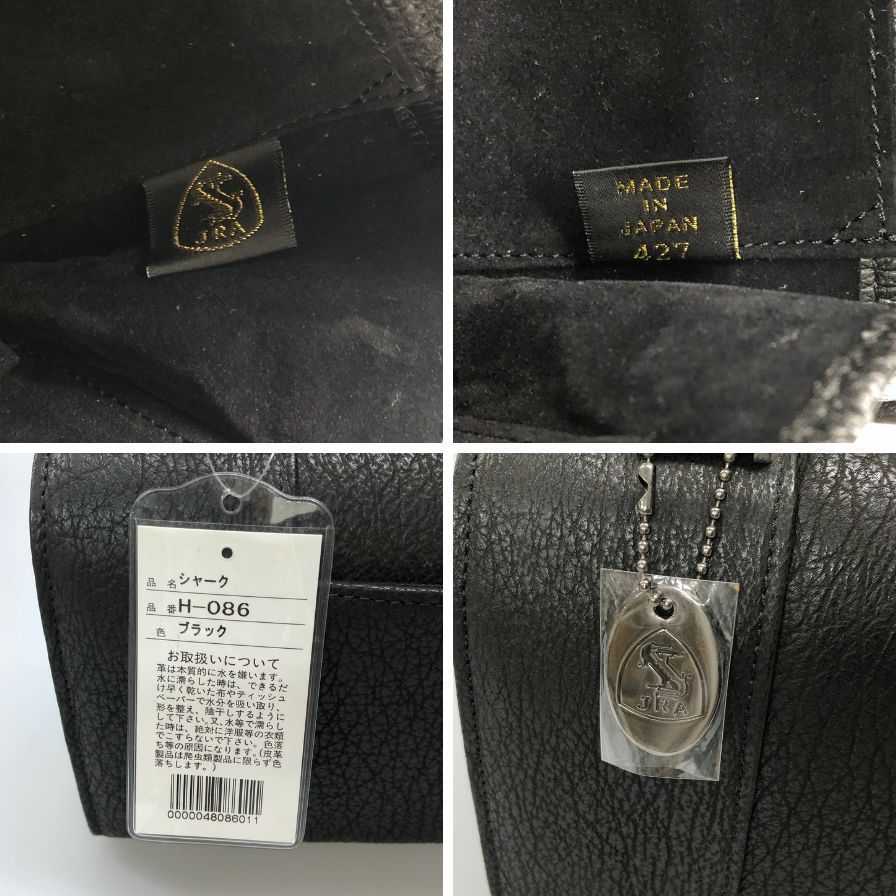 JRA
MADE
IN
JAPAN
427
品名 シャーク
品番 H-086
色 ブラック
お取扱いについて
革は本質的に水を嫌います。
水に濡らした時は、できるだ
け早く乾いた布やティッシュ
ペーパーで水分を吸い取り、
形を整え、陰干しするように
して下さい。又、水等で濡らし
た時は、絶対に洋服等の衣類
でこすらないで下さい。色落
ち等の原因になります。(皮革
製品は爬虫類製品に限らず色
落ちします。)
0000048086011
JRA